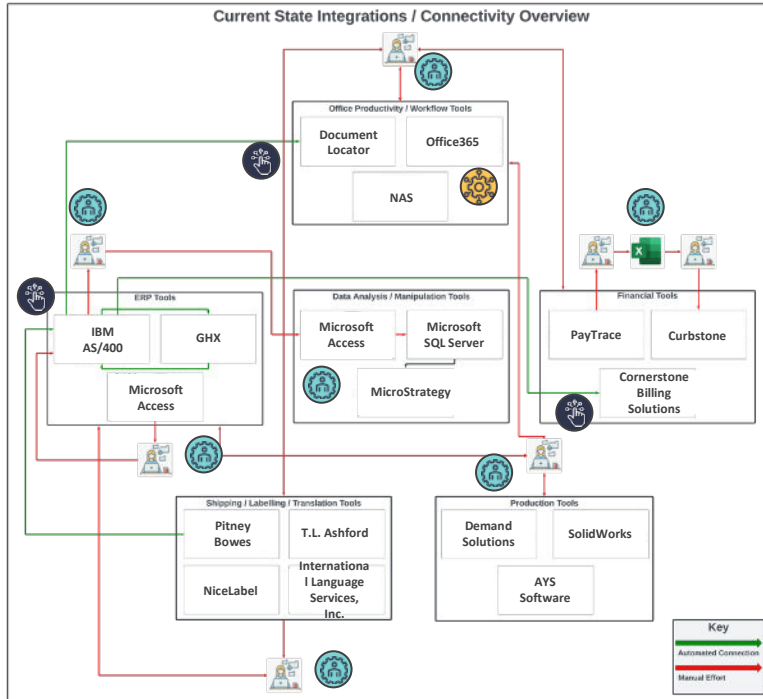 Current State Integrations / Connectivity Overview
Office Productivity / Workflow Tools
Document
Locator
Office365
NAS
ERP Tools
IBM
AS/400
GHX
Microsoft
Access
Data Analysis / Manipulation Tools
Microsoft
Access
Microsoft
SQL Server
MicroStrategy
Financial Tools
PayTrace
Curbstone
Cornerstone
Billing
Solutions
Shipping / Labelling / Translation Tools
Pitney
Bowes
T.L. Ashford
NiceLabel
Internationa
l Language
Services,
Inc.
Production Tools
Demand
Solutions
SolidWorks
AYS
Software
Key
Automated Connection
Manual Effort